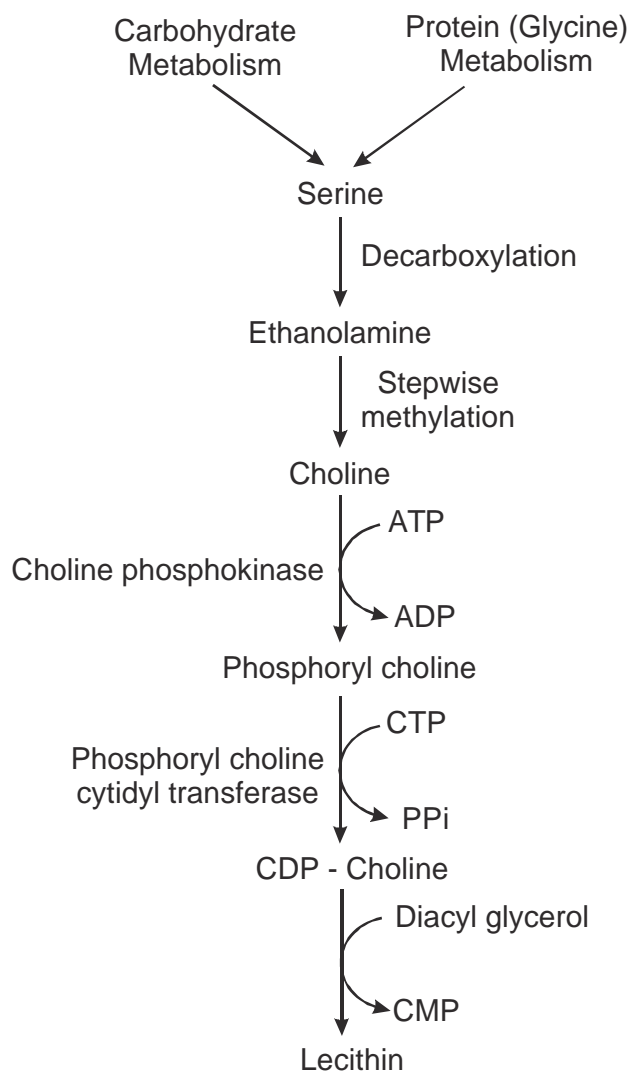 Carbohydrate
Metabolism
Protein (Glycine)
Metabolism
Serine
Decarboxylation
Ethanolamine
Stepwise
methylation
Choline
ATP
Choline phosphokinase
ADP
Phosphoryl choline
CTP
Phosphoryl choline
cytidyl transferase
PPi
CDP - Choline
Diacyl glycerol
CMP
Lecithin